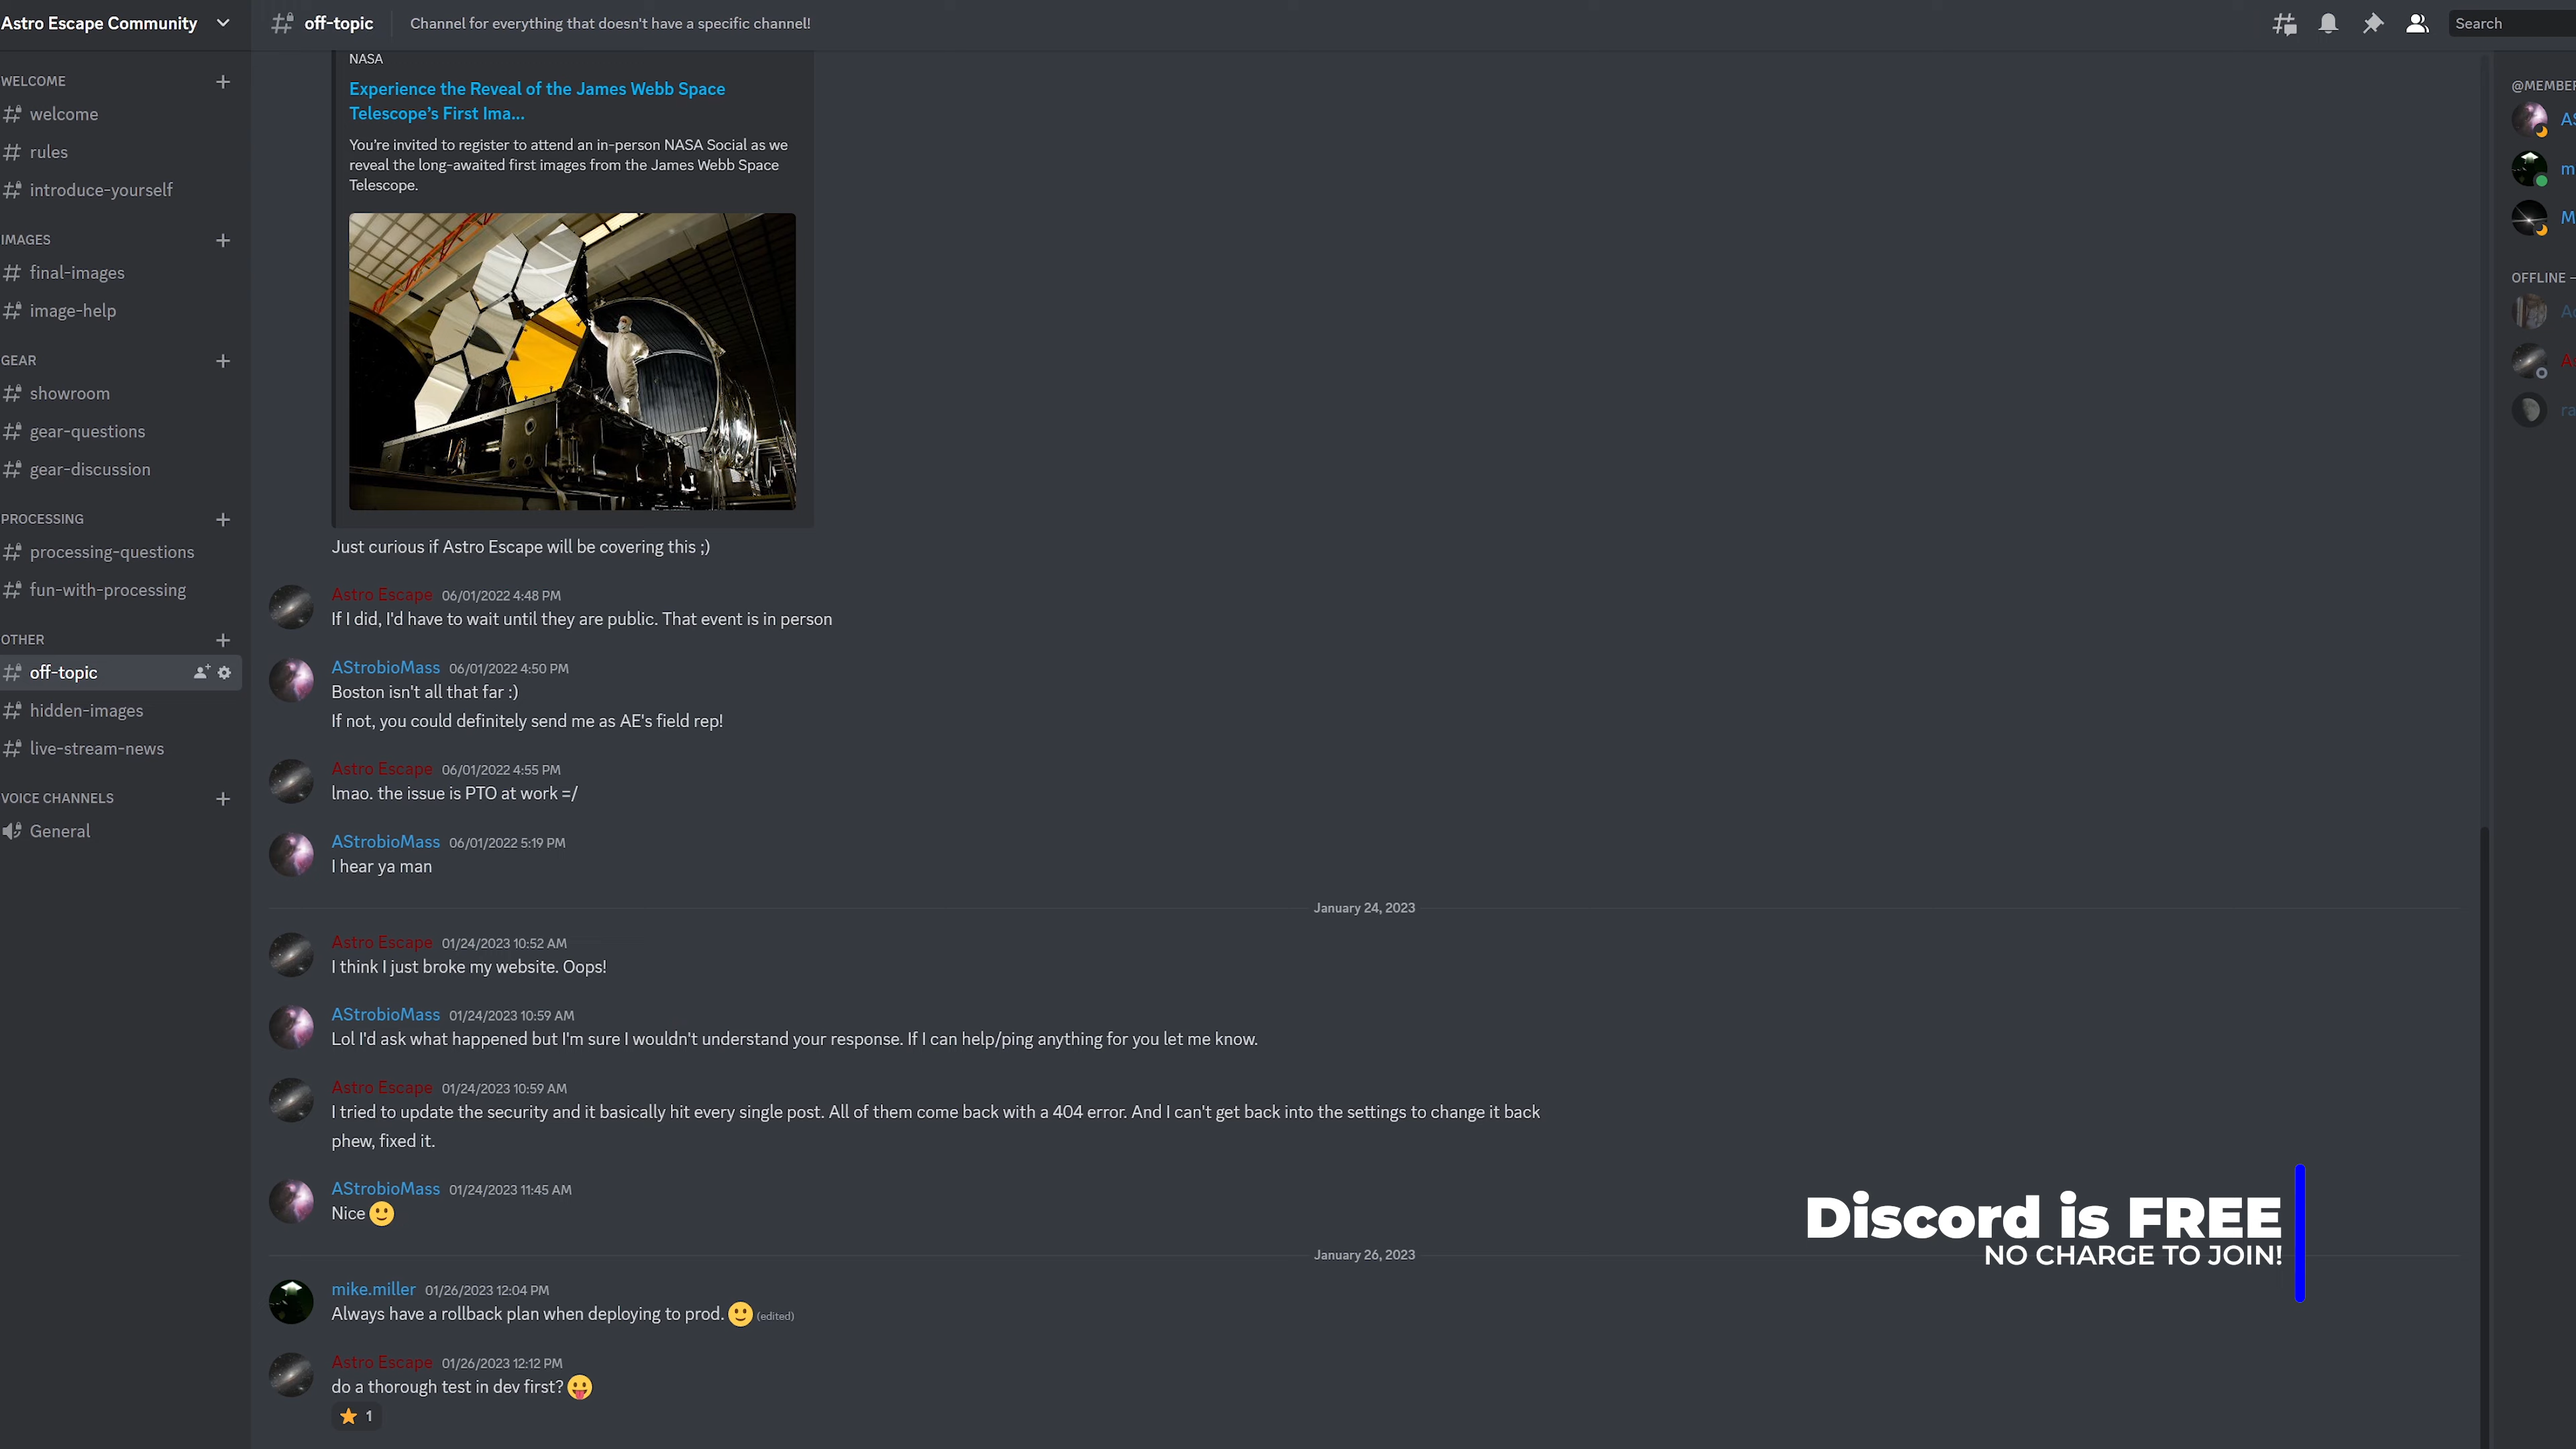 Astro Escape Community
WELCOME
welcome
rules
introduce-yourself
IMAGES
final-images
image-help
GEAR
showroom
gear-questions
gear-discussion
PROCESSING
processing-questions
fun-with-processing
OTHER
off-topic
hidden-images
live-stream-news
VOICE CHANNELS
General
off-topic
Channel for everything that doesn't have a specific channel!
Search
NASA
Experience the Reveal of the James Webb Space
Telescope's First Ima...
You're invited to register to attend an in-person NASA Social as we
reveal the long-awaited first images from the James Webb Space
Telescope.
Just curious if Astro Escape will be covering this ;)
Astro Escape 06/01/2022 4:48 PM
If I did, I'd have to wait until they are public. That event is in person
AStrobioMass 06/01/2022 4:50 PM
Boston isn't all that far :)
If not, you could definitely send me as AE's field rep!
Astro Escape 06/01/2022 4:55 PM
lmao. the issue is PTO at work =/
AStrobioMass 06/01/2022 5:19 PM
I hear ya man
January 24, 2023
Astro Escape 01/24/2023 10:52 AM
I think I just broke my website. Oops!
AStrobioMass 01/24/2023 10:59 AM
Lol I'd ask what happened but I'm sure I wouldn't understand your response. If I can help/ping anything for you let me know.
Astro Escape 01/24/2023 10:59 AM
I tried to update the security and it basically hit every single post. All of them come back with a 404 error. And I can't get back into the settings to change it back
phew, fixed it.
AStrobioMass 01/24/2023 11:45 AM
Nice
January 26, 2023
mike.miller 01/26/2023 12:04 PM
Always have a rollback plan when deploying to prod. (edited)
Astro Escape 01/26/2023 12:12 PM
do a thorough test in dev first?
1
Discord is FREE
NO CHARGE TO JOIN!
@MEMBER
AS
m
M
OFFLINE –
A
ra